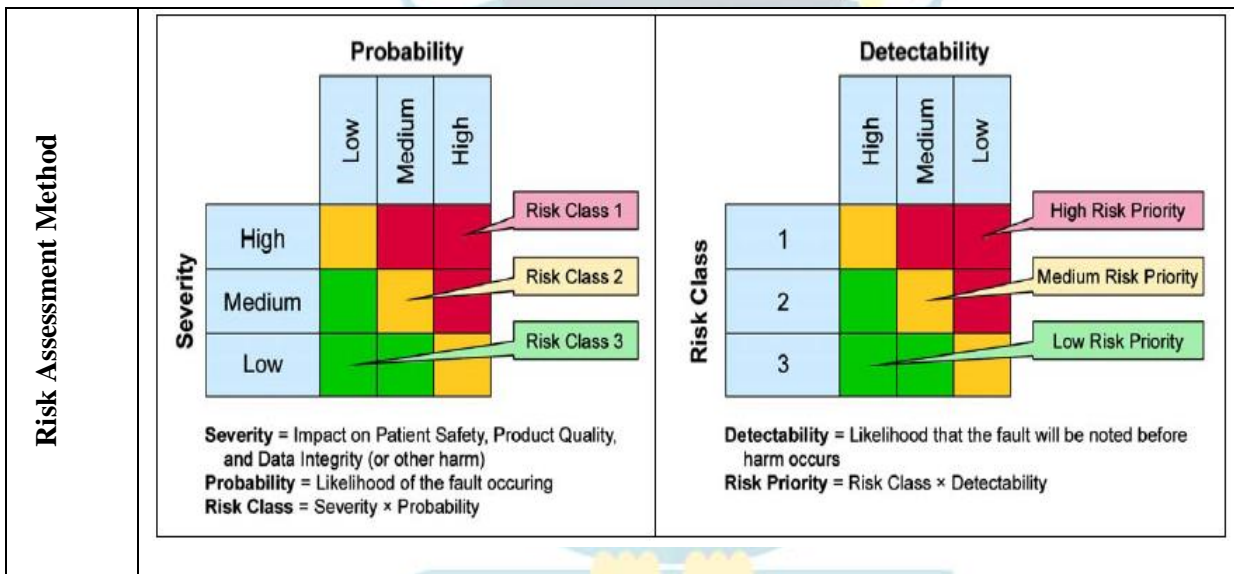 Risk Assessment Method
Probability
Low
Medium
High
Severity
High
Medium
Low
Risk Class 1
Risk Class 2
Risk Class 3
Severity = Impact on Patient Safety, Product Quality,
and Data Integrity (or other harm)
Probability = Likelihood of the fault occuring
Risk Class = Severity × Probability
Detectability
High
Medium
Low
Risk Class
1
2
3
High Risk Priority
Medium Risk Priority
Low Risk Priority
Detectability = Likelihood that the fault will be noted before
harm occurs
Risk Priority = Risk Class × Detectability